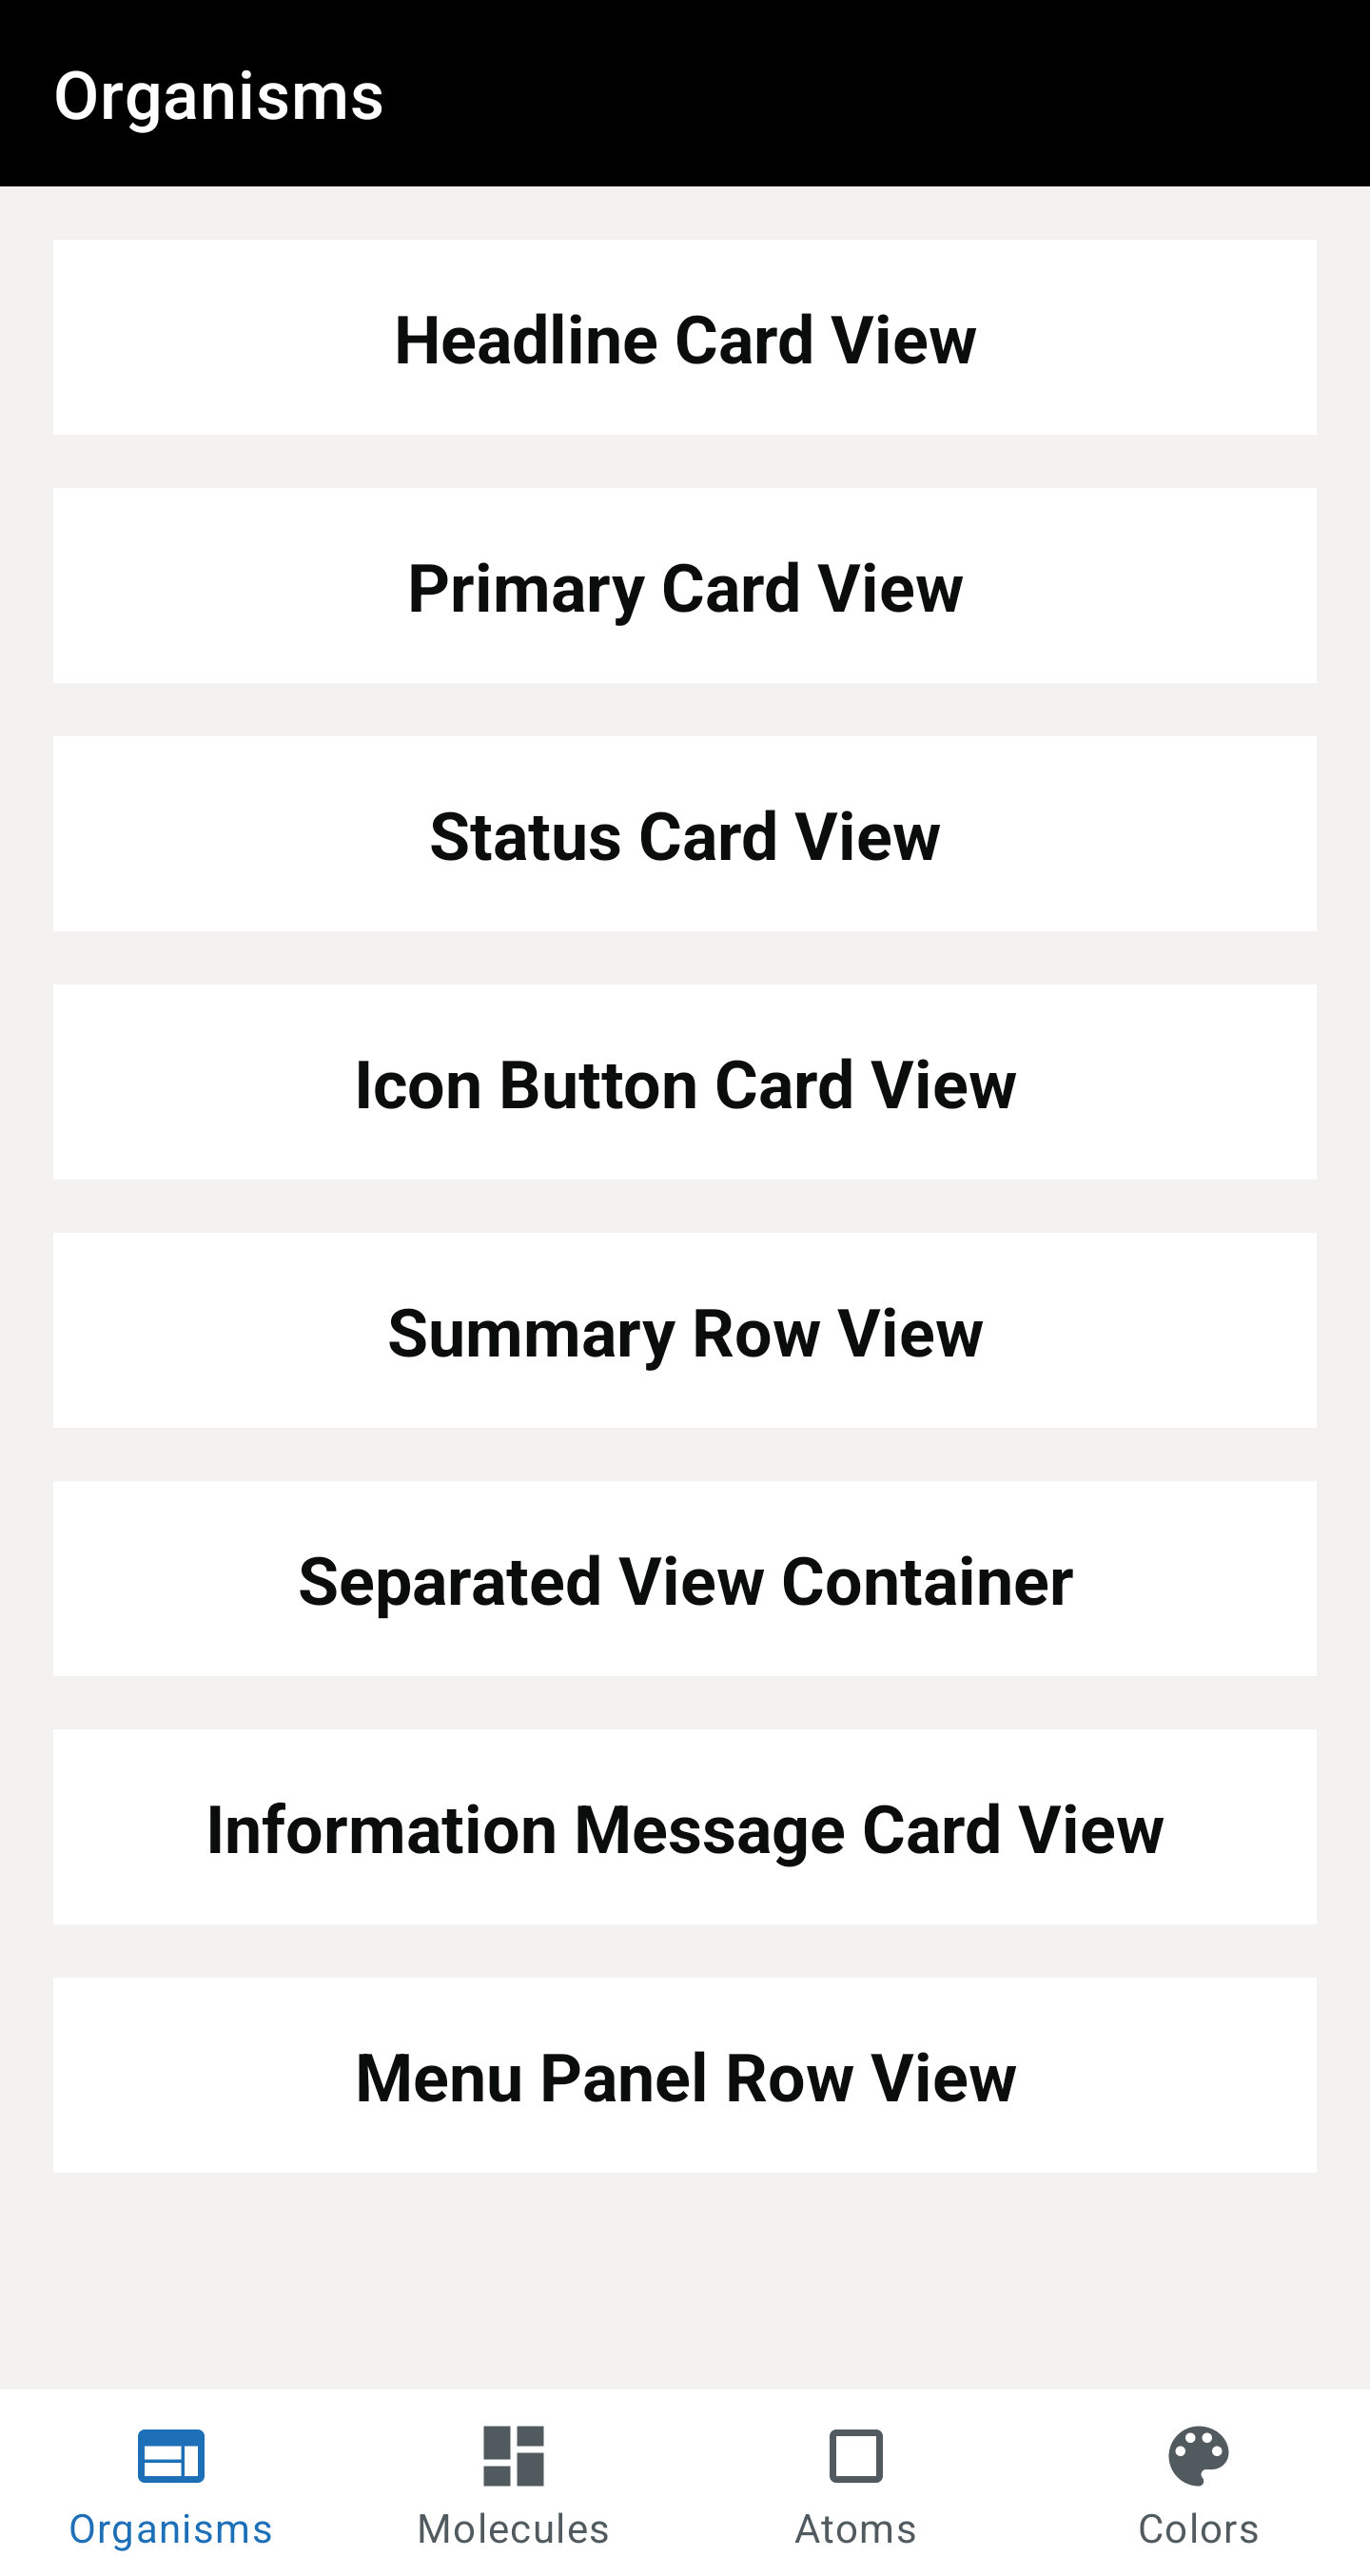 Organisms
Headline Card View
Primary Card View
Status Card View
Icon Button Card View
Summary Row View
Separated View Container
Information Message Card View
Menu Panel Row View
Organisms
Molecules
Atoms
Colors